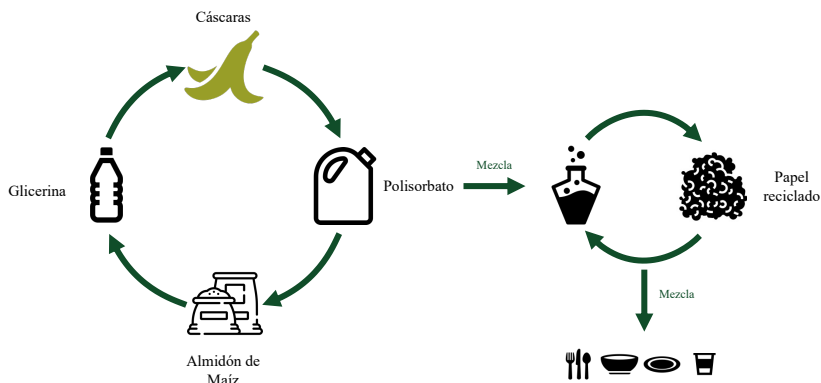 Cáscaras
Glicerina
Polisorbato
Mezcla
Papel
reciclado
Almidón de
Maíz
Mezcla